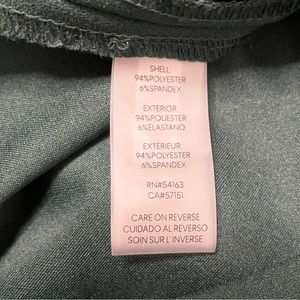 SHELL:
94%POLYESTER
6%SPANDEX
EXTERIOR:
94%POLIESTER
6%ELASTANO
EXTÉRIEUR:
94%POLYESTER
6%SPANDEX
RN#54163
CA#57151
CARE ON REVERSE
CUIDADO AL REVERSO
SOIN SUR L'INVERSE